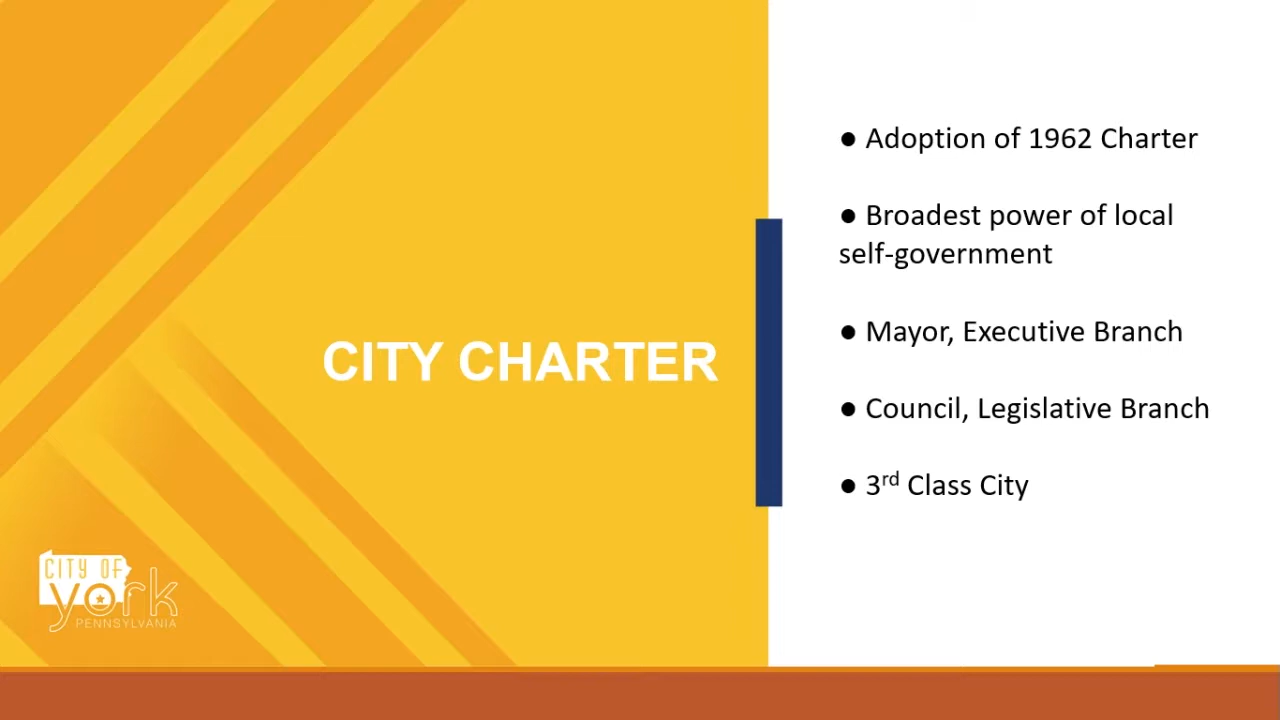 CITY CHARTER
● Adoption of 1962 Charter
● Broadest power of local
self-government
● Mayor, Executive Branch
● Council, Legislative Branch
● 3rd Class City
CITY OF
york
PENNSYLVANIA